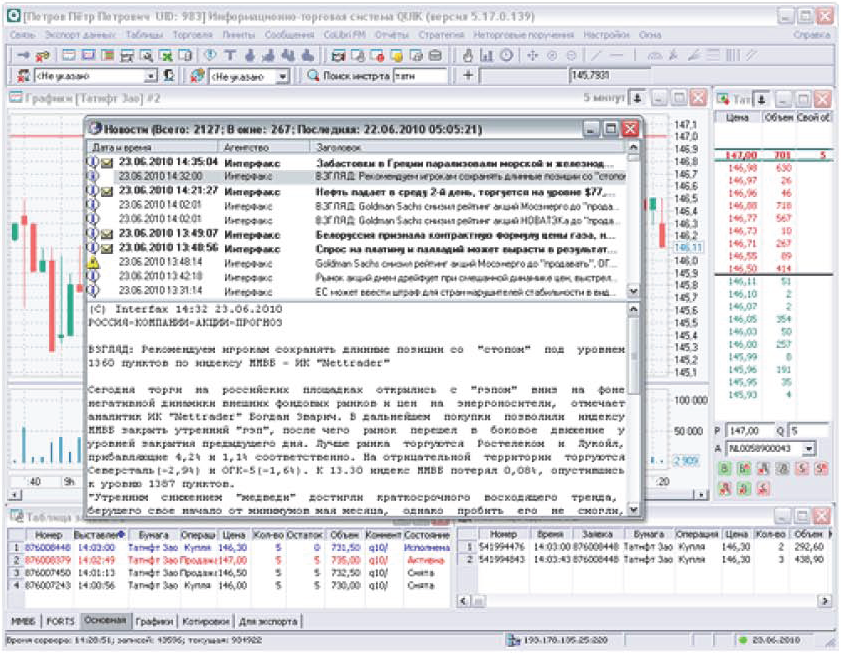 [Петров Пётр Петрович UID: 983] Информационно-торговая система QUIK (версия 5.17.0.139)
Связь Экспорт данных Таблицы Торговля Лимиты Сообщения CoLibri FM Отчёты Стратегия Неторговые поручения Настройки Окна Справка
<Не указано <Не указано Поиск инстр-та татн 145,7931
Графики [Татнфт Зао] #2 5 минут Тат
Новости (Всего: 2127; В окне: 267; Последняя: 22.06.2010 05:05:21)
Дата и время Агентство Заголовок
23.06.2010 14:35:04 Интерфакс Забастовки в Греции парализовали морской и железнод...
23.06.2010 14:32:00 Интерфакс ВЗГЛЯД: Рекомендуем игрокам сохранять длинные позиции со "стопо
23.06.2010 14:21:27 Интерфакс Нефть падает в среду 2-й день, торгуется на уровне $77,...
23.06.2010 14:02:01 Интерфакс ВЗГЛЯД: Goldman Sachs снизил рейтинг акций Мосэнерго до "прода...
23.06.2010 14:02:01 Интерфакс ВЗГЛЯД: Goldman Sachs снизил рейтинг акций НОВАТЭКа до "прода...
23.06.2010 13:49:07 Интерфакс Белоруссия признала контрактную формулу цены газа, н...
23.06.2010 13:48:56 Интерфакс Спрос на платину и палладий может вырасти в результат...
23.06.2010 13:48:14 Интерфакс Goldman Sachs снизил рейтинг акций Мосэнерго до "продавать", ОГ...
23.06.2010 13:42:18 Интерфакс Рынок акций днем дрейфует при смешанной динамике цен, выстрел...
23.06.2010 13:31:14 Интерфакс ЕС может ввести штраф для стран-нарушителей стабильности в вид...
(C) Interfax 14:32 23.06.2010
РОССИЯ-КОМПАНИИ-АКЦИИ-ПРОГНОЗ
ВЗГЛЯД: Рекомендуем игрокам сохранять длинные позиции со "стопом" под уровнем
1360 пунктов по индексу ММВБ - ИК "Nettrader"
Сегодня торги на российских площадках открылись с "гэпом" вниз на фоне
негативной динамики внешних фондовых рынков и цен на энергоносители, отмечает
аналитик ИК "Nettrader" Богдан Зварич. В дальнейшем покупки позволили индексу
ММВБ закрыть утренний "гэп", после чего рынок перешел в боковое движение у
уровней закрытия предыдущего дня. Лучше рынка торгуются Ростелеком и Лукойл,
прибавляющие 4,2% и 1,1% соответственно. На отрицательной территории торгуются
Северсталь(-2,9%) и ОГК-5(-1,6%). К 13.30 индекс ММВБ потерял 0,08%, опустившись
к уровню 1387 пунктов.
"Утренним снижением "медведи" достигли краткосрочного восходящего тренда,
берущего свое начало от минимумов мая месяца, однако пробить его не смогли,
147,1
147,0
146,9
146,8
146,7
146,6
146,5
146,4
146,3
146,2
146,11
146,0
145,9
145,8
145,7
145,6
145,5
145,4
145,3
145,2
145,1
100 000
50 000
2 909
:40 9h :20
Цена Объем Свой об
147,00 701 5
146,98 630
146,97 26
146,96 46
146,88 718
146,77 567
146,73 10
146,71 267
146,55 89
146,50 414
146,11 51
146,10 2
146,07 2
146,05 354
146,03 50
146,00 257
145,99 8
145,96 191
145,95 35
145,93 4
P 147,00 Q 5
A NL0058900043
Таблица
Номер Выставлен Бумага Операц Цена Кол-во Остаток Объем Коммент Состояние
1 876008448 14:03:00 Татнфт Зао Купля 146,30 5 0 731,50 q10/ Исполнена
2 876008379 14:02:49 Татнфт Зао Продажа 147,00 5 5 735,00 q10/ Активна
3 876007450 14:01:13 Татнфт Зао Продажа 146,50 5 5 732,50 q10/ Снята
4 876007243 14:00:56 Татнфт Зао Купля 146,00 5 5 730,00 q10/ Снята
Номер Время Заявка Бумага Операция Цена Кол-во Объем
1 541994476 14:03:00 876008448 Татнфт Зао Купля 146,30 2 292,60
2 541994843 14:03:43 876008448 Татнфт Зао Купля 146,30 3 438,90
ММВБ FORTS Основная Графики Котировки Для экспорта
Время сервера: 14:28:51; записей: 43596; текущая: 934922 193.178.135.25:220 23.06.2010